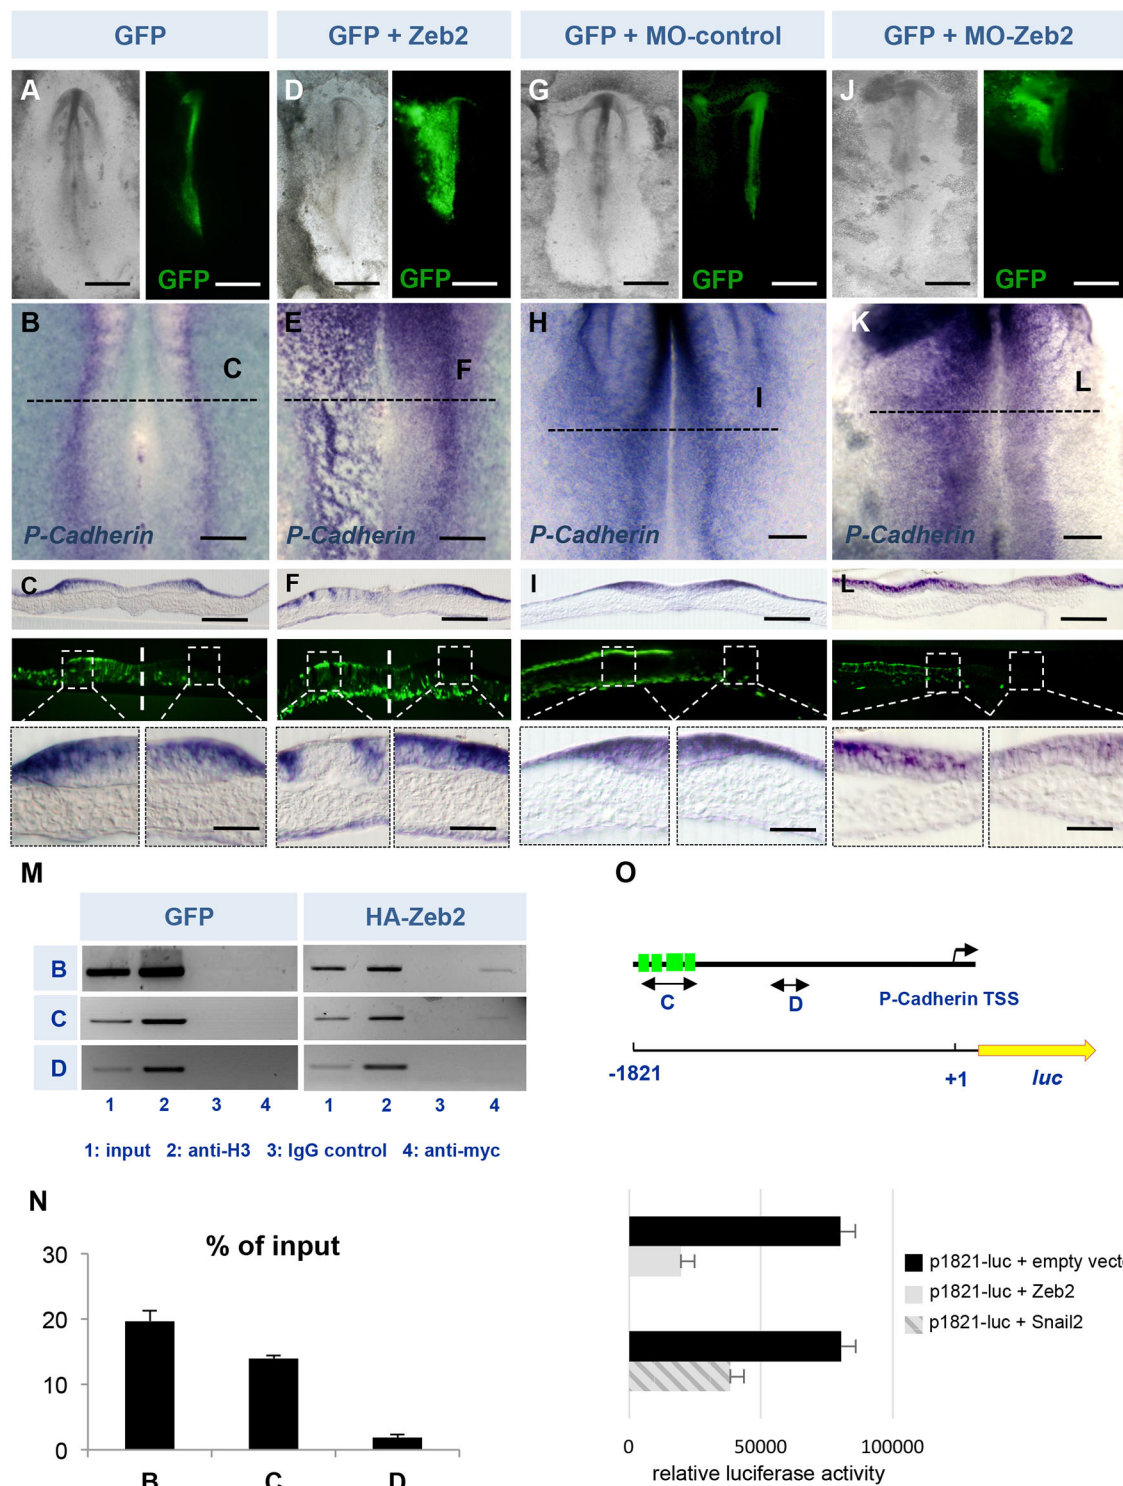 GFP
GFP + Zeb2
GFP + MO-control
GFP + MO-Zeb2
A
GFP
D
GFP
G
GFP
J
GFP
B
C
P-Cadherin
E
F
H
I
P-Cadherin
K
L
C
F
I
L
M
GFP
HA-Zeb2
B
C
D
1 2 3 4
1 2 3 4
1: input 2: anti-H3 3: IgG control 4: anti-myc
N
% of input
30
20
10
0
B C D
O
C
D
P-Cadherin TSS
-1821
+1
luc
p1821-luc + empty vect
p1821-luc + Zeb2
p1821-luc + Snail2
0 50000 100000
relative luciferase activity